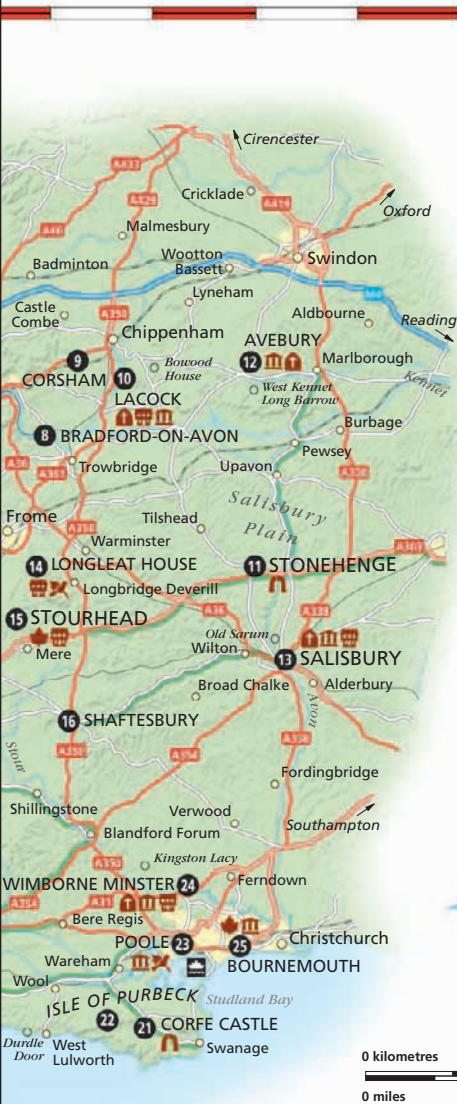 Cirencester
A433
A429
Cricklade
A419
Oxford
A46
Malmesbury
Wootton
Bassett
Swindon
Badminton
Lyneham
M4
Castle
Combe
A350
Aldbourne
Reading
Chippenham
AVEBURY
9
Bowood
House
12
Marlborough
CORSHAM
10
West Kennet
Long Barrow
Kennet
LACOCK
8
BRADFORD-ON-AVON
Burbage
Pewsey
A36
A361
Trowbridge
Upavon
A338
Salisbury
Plain
Frome
A350
Tilshead
Warminster
A303
14
LONGLEAT HOUSE
11
STONEHENGE
Longbridge Deverill
15
STOURHEAD
A36
A338
Old Sarum
Mere
Wilton
13
SALISBURY
Broad Chalke
Alderbury
Avon
16
SHAFTESBURY
Stour
A350
A354
A338
Fordingbridge
Shillingstone
Verwood
Southampton
Blandford Forum
A350
Kingston Lacy
WIMBORNE MINSTER
24
Ferndown
A354
A31
Bere Regis
POOLE
23
25
Christchurch
Wareham
BOURNEMOUTH
Wool
ISLE OF PURBECK
Studland Bay
22
21
CORFE CASTLE
Durdle
Door
West
Lulworth
Swanage
0 kilometres
0 miles